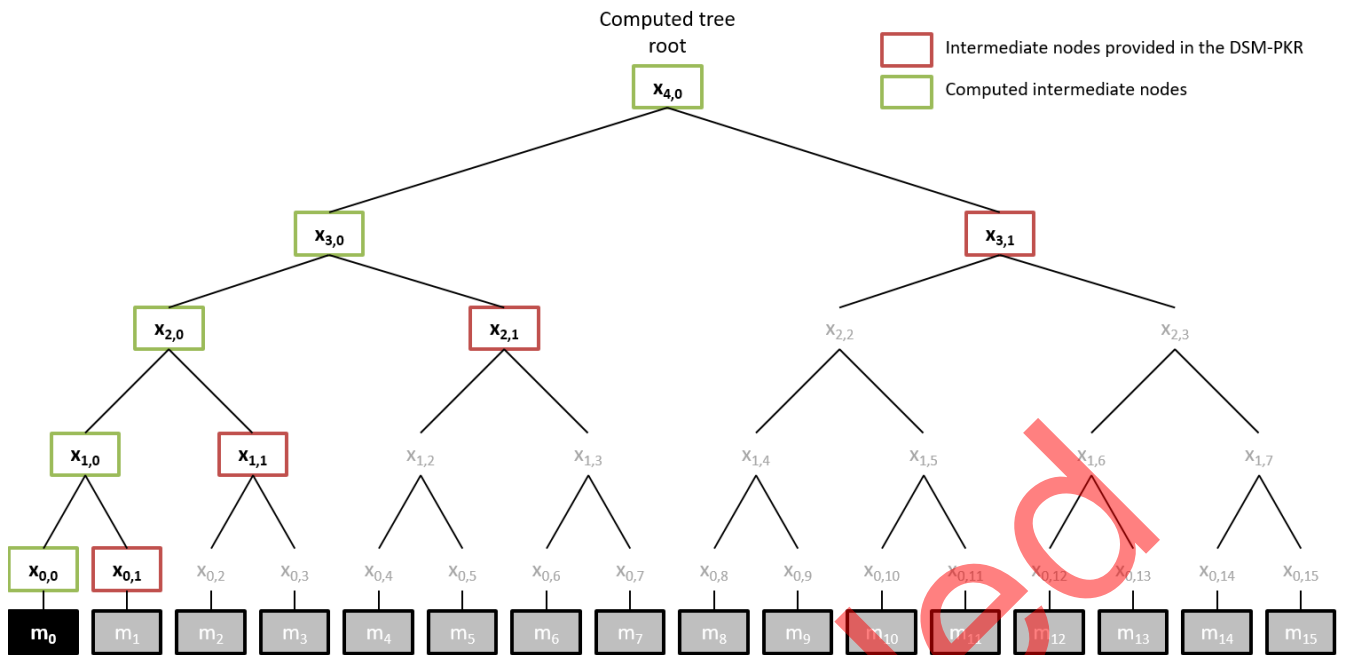 Computed tree
root
Intermediate nodes provided in the DSM-PKR
Computed intermediate nodes
x4,0
x3,0 x3,1
x2,0 x2,1 x2,2 x2,3
x1,0 x1,1 x1,2 x1,3 x1,4 x1,5 x1,6 x1,7
x0,0 x0,1 x0,2 x0,3 x0,4 x0,5 x0,6 x0,7 x0,8 x0,9 x0,10 x0,11 x0,12 x0,13 x0,14 x0,15
m0 m1 m2 m3 m4 m5 m6 m7 m8 m9 m10 m11 m12 m13 m14 m15